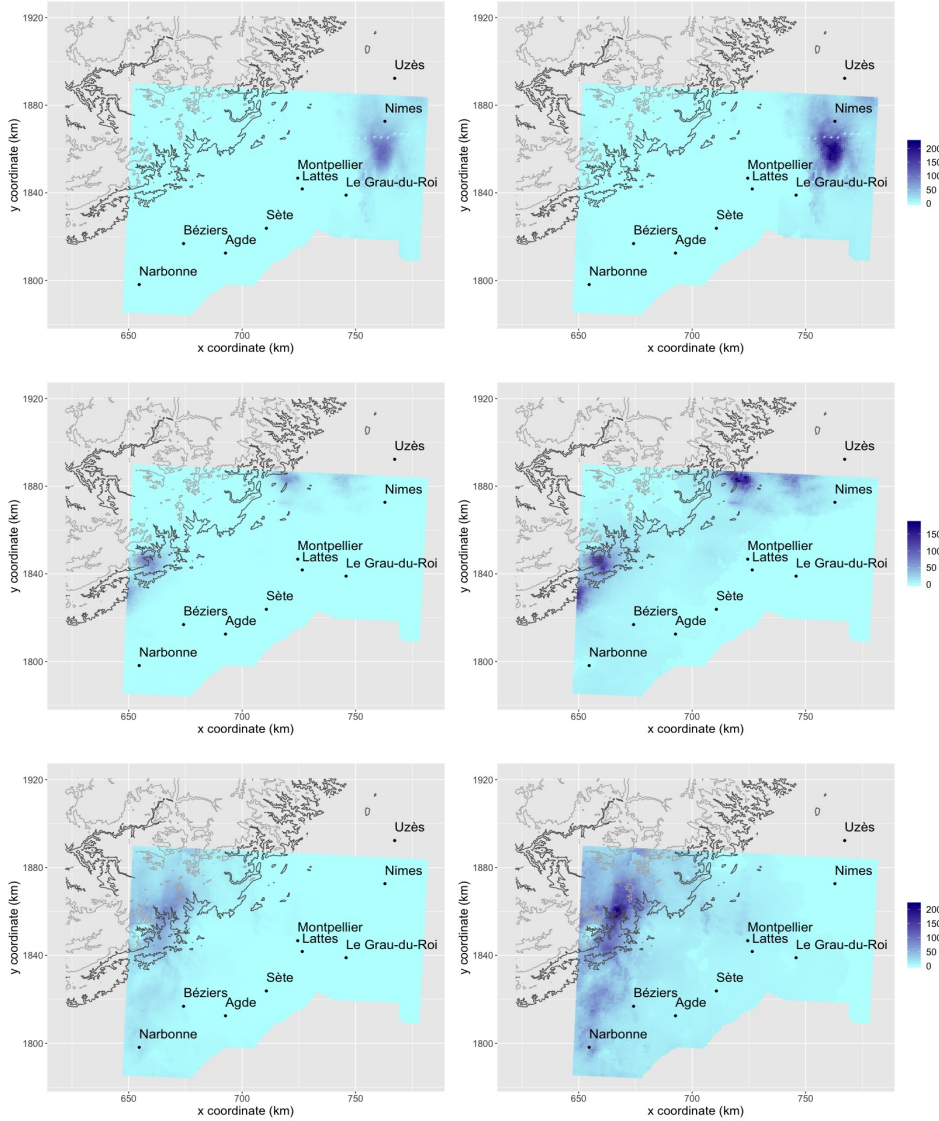 1920
Uzès
1880
Nimes
y coordinate (km)
Montpellier
Lattes
Le Grau-du-Roi
1840
Sète
Béziers
Agde
Narbonne
1800
650
700
750
x coordinate (km)
1920
Uzès
1880
Nimes
y coordinate (km)
Montpellier
Lattes
Le Grau-du-Roi
1840
Sète
Béziers
Agde
Narbonne
1800
650
700
750
x coordinate (km)
200
150
100
50
0
1920
Uzès
1880
Nimes
y coordinate (km)
Montpellier
Lattes
Le Grau-du-Roi
1840
Sète
Béziers
Agde
Narbonne
1800
650
700
750
x coordinate (km)
1920
Uzès
1880
Nimes
y coordinate (km)
Montpellier
Lattes
Le Grau-du-Roi
1840
Sète
Béziers
Agde
Narbonne
1800
650
700
750
x coordinate (km)
150
100
50
0
1920
Uzès
1880
Nimes
y coordinate (km)
Montpellier
Lattes
Le Grau-du-Roi
1840
Sète
Béziers
Agde
Narbonne
1800
650
700
750
x coordinate (km)
1920
Uzès
1880
Nimes
y coordinate (km)
Montpellier
Lattes
Le Grau-du-Roi
1840
Sète
Béziers
Agde
Narbonne
1800
650
700
750
x coordinate (km)
200
150
100
50
0